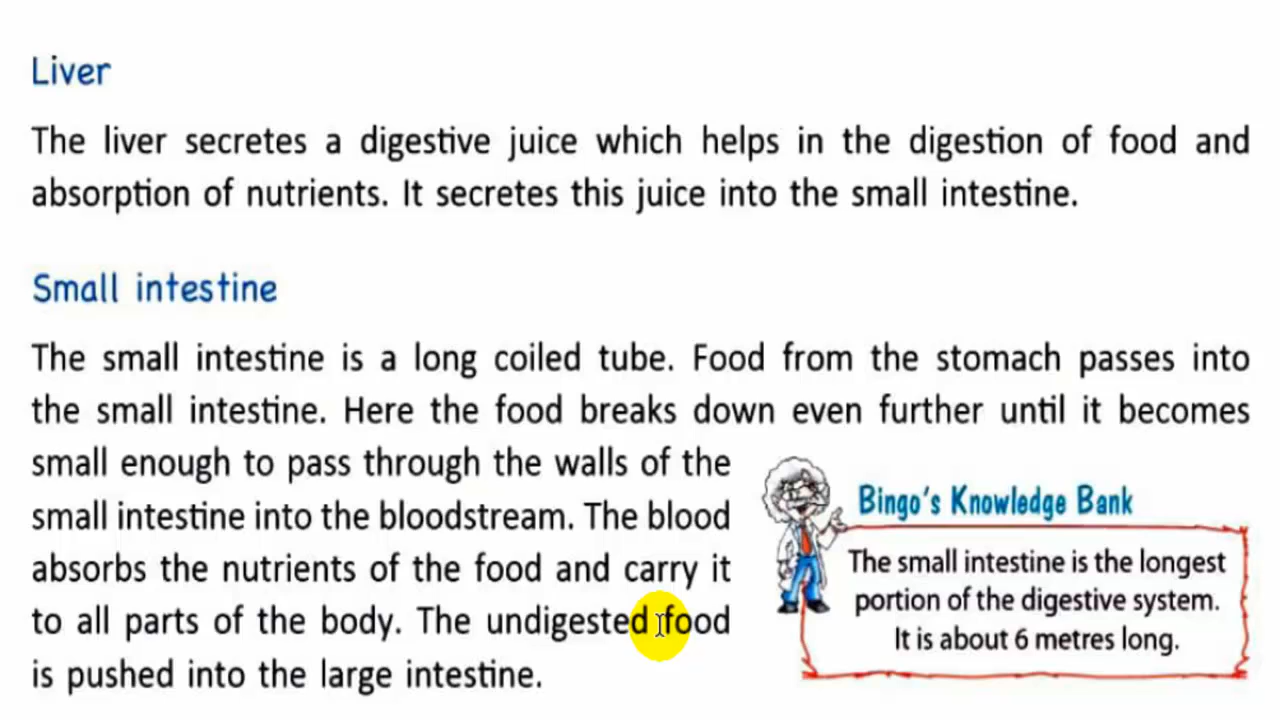 Liver
The liver secretes a digestive juice which helps in the digestion of food and
absorption of nutrients. It secretes this juice into the small intestine.
Small intestine
The small intestine is a long coiled tube. Food from the stomach passes into
the small intestine. Here the food breaks down even further until it becomes
small enough to pass through the walls of the
small intestine into the bloodstream. The blood
absorbs the nutrients of the food and carry it
to all parts of the body. The undigested food
is pushed into the large intestine.
Bingo's Knowledge Bank
The small intestine is the longest
portion of the digestive system.
It is about 6 metres long.